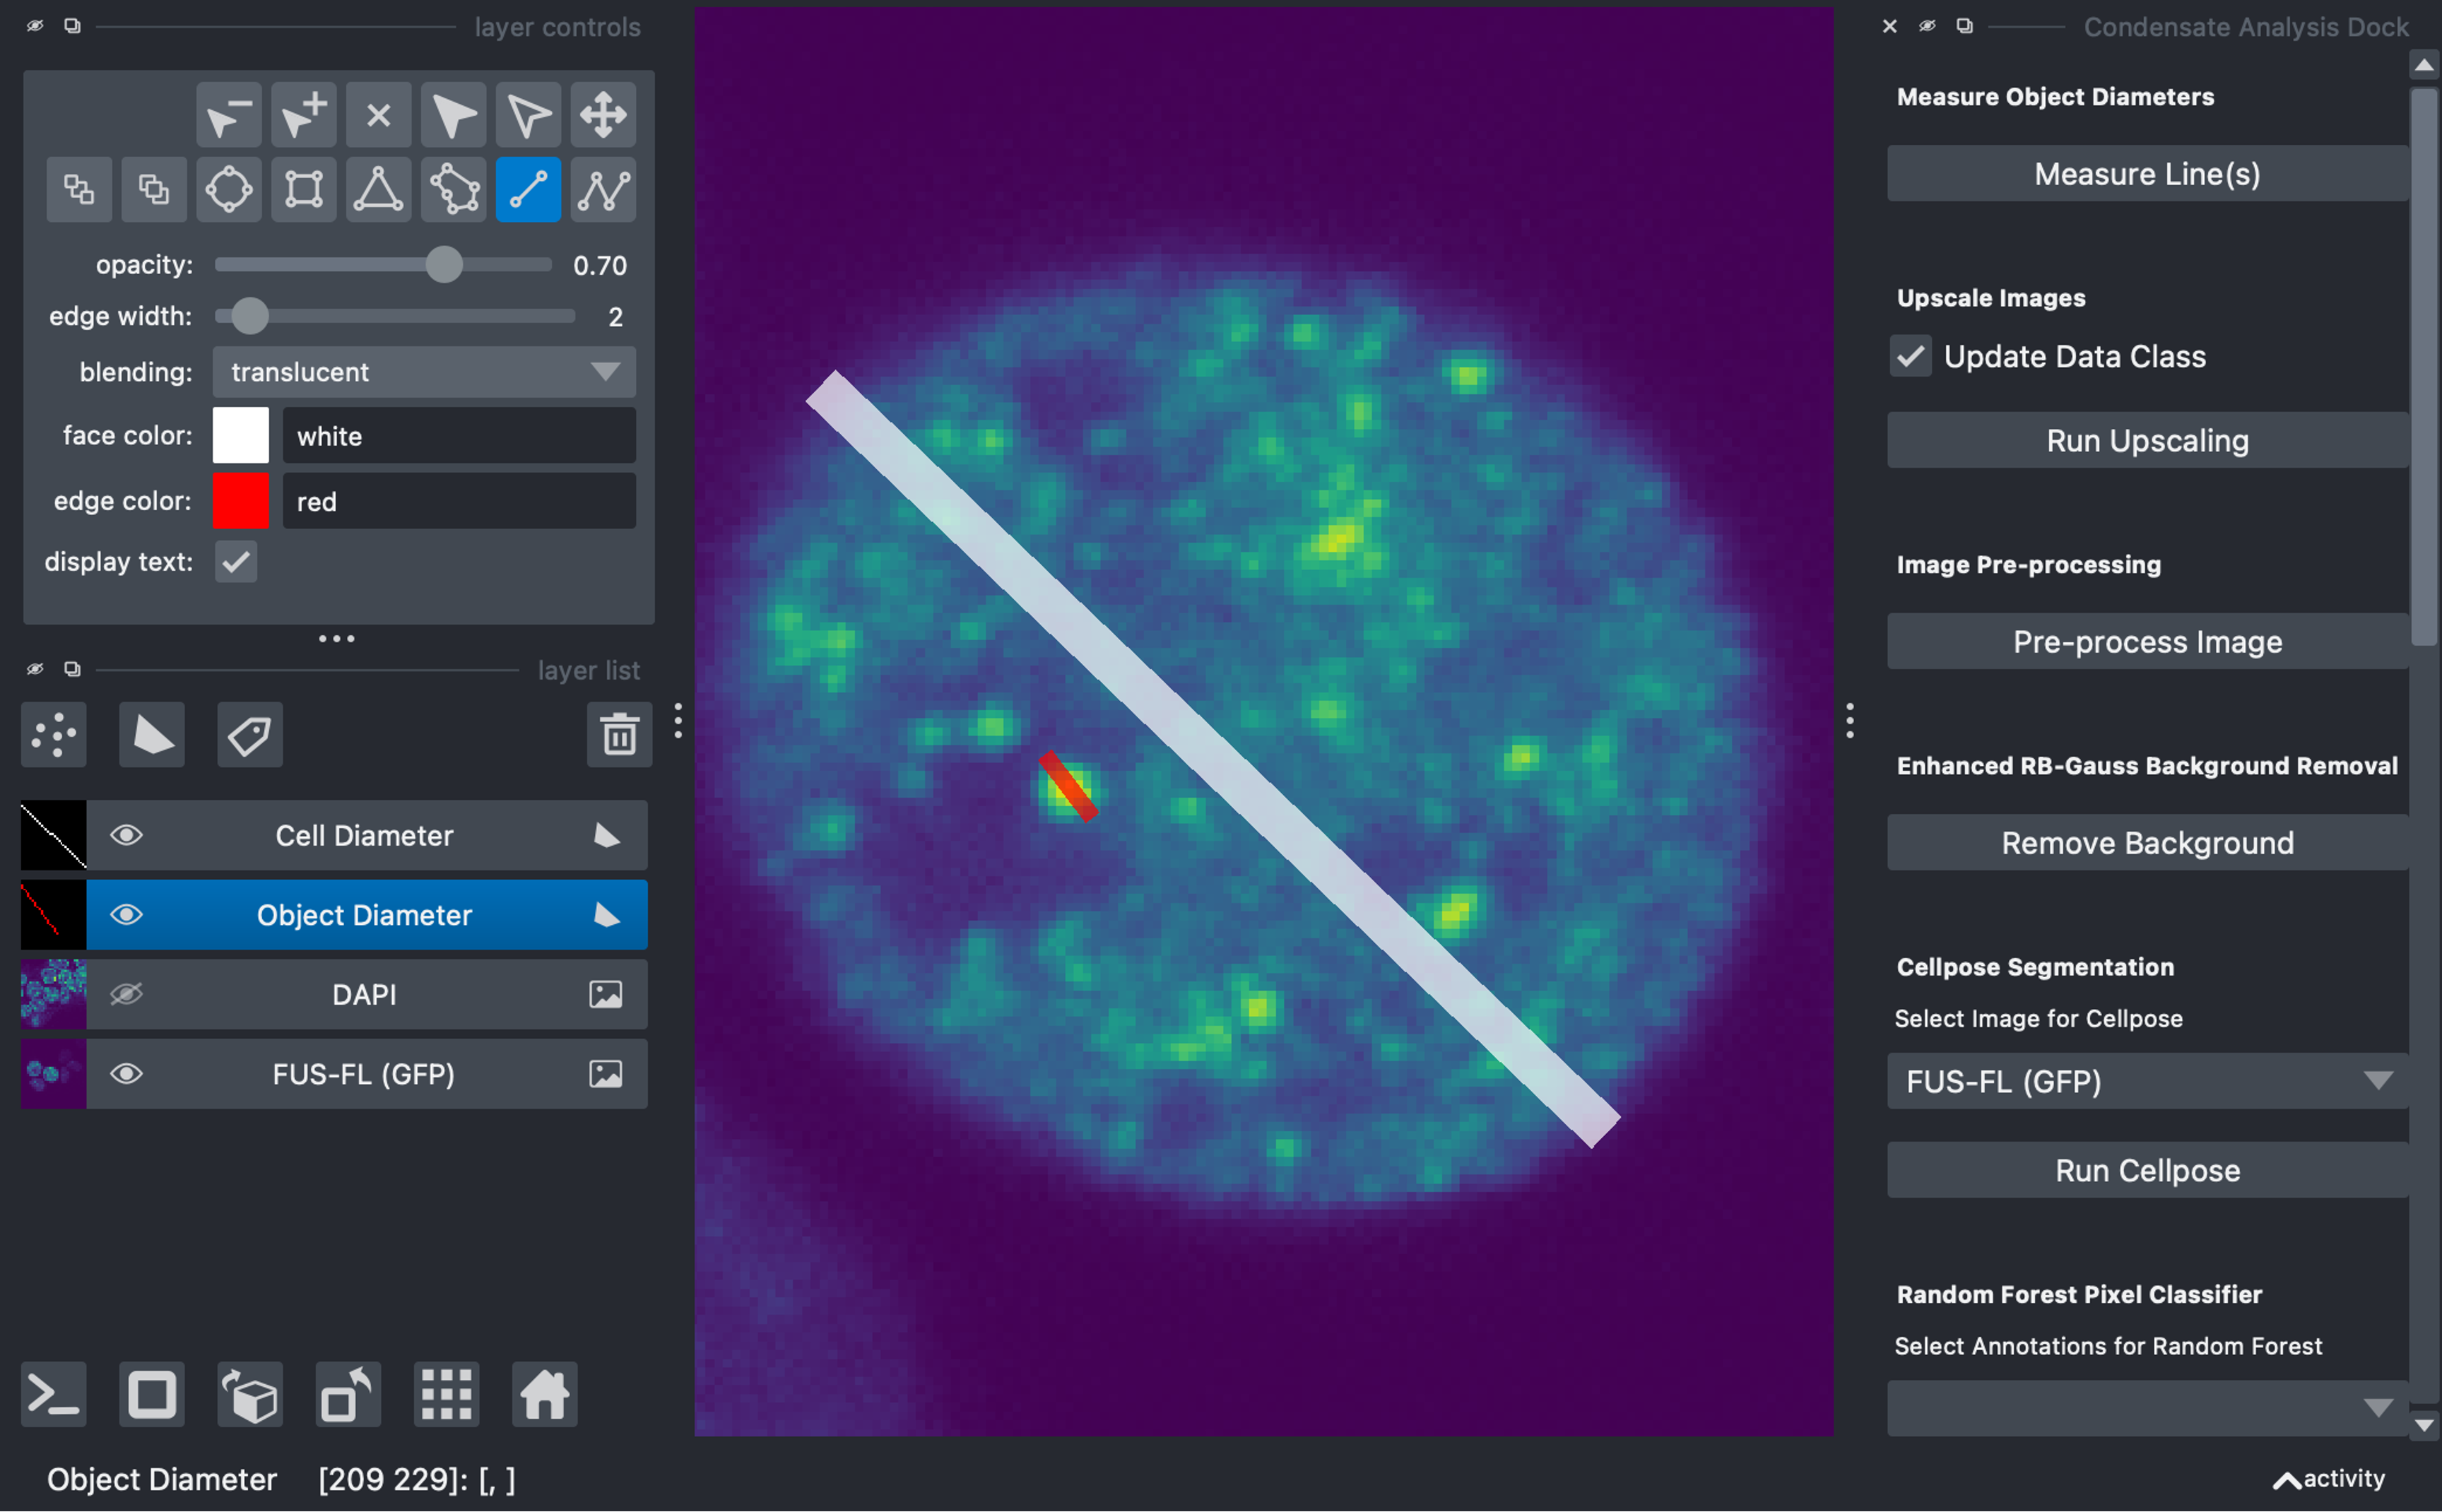 layer controls
opacity: 0.70
edge width: 2
blending: translucent
face color: white
edge color: red
display text:
layer list
Cell Diameter
Object Diameter
DAPI
FUS-FL (GFP)
Object Diameter [209 229]: [, ]
Condensate Analysis Dock
Measure Object Diameters
Measure Line(s)
Upscale Images
Update Data Class
Run Upscaling
Image Pre-processing
Pre-process Image
Enhanced RB-Gauss Background Removal
Remove Background
Cellpose Segmentation
Select Image for Cellpose
FUS-FL (GFP)
Run Cellpose
Random Forest Pixel Classifier
Select Annotations for Random Forest
activity